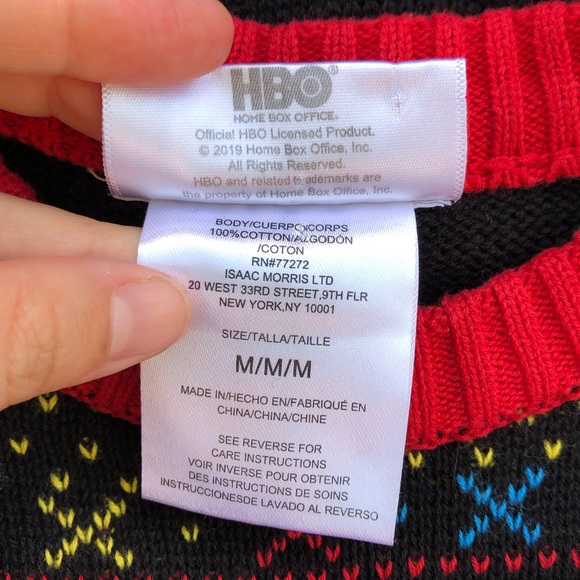 HBO®
HOME BOX OFFICE.
Official HBO Licensed Product.
© 2019 Home Box Office, Inc.
All Rights Reserved.
HBO and related trademarks are
the property of Home Box Office, Inc.
BODY/CUERPO/CORPS
100%COTTON/ALGODÓN
/COTON
RN#77272
ISAAC MORRIS LTD
20 WEST 33RD STREET,9TH FLR
NEW YORK,NY 10001
SIZE/TALLA/TAILLE
M/M/M
MADE IN/HECHO EN/FABRIQUÉ EN
CHINA/CHINA/CHINE
SEE REVERSE FOR
CARE INSTRUCTIONS
VOIR INVERSE POUR OBTENIR
DES INSTRUCTIONS DE SOINS
INSTRUCCIONESDE LAVADO AL DORSO